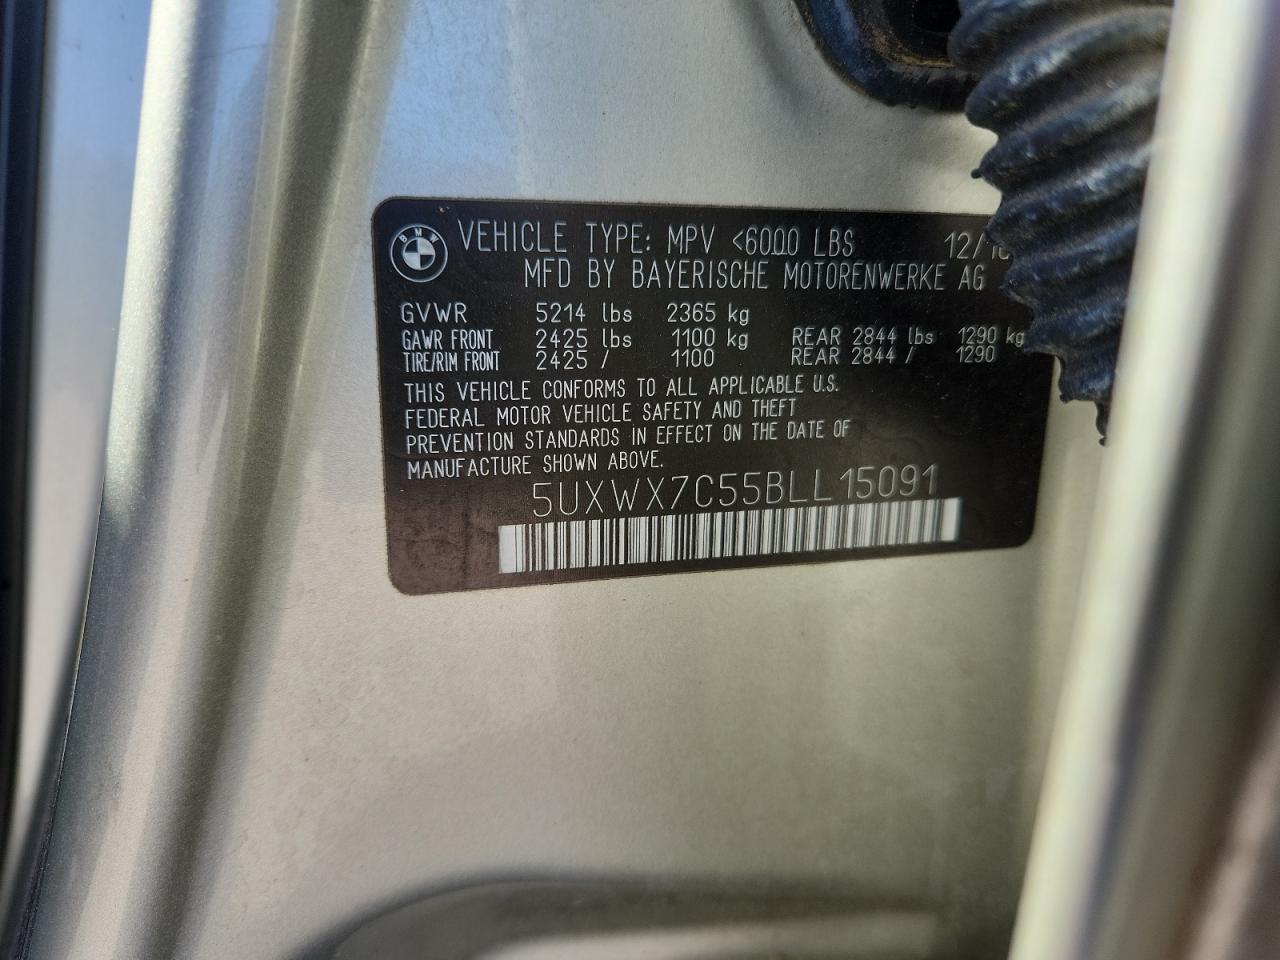 BMW
VEHICLE TYPE: MPV <6000 LBS 12/10
MFD BY BAYERISCHE MOTORENWERKE AG
GVWR 5214 lbs 2365 kg
GAWR FRONT 2425 lbs 1100 kg REAR 2844 lbs 1290 kg
TIRE/RIM FRONT 2425 / 1100 REAR 2844 / 1290
THIS VEHICLE CONFORMS TO ALL APPLICABLE U.S.
FEDERAL MOTOR VEHICLE SAFETY AND THEFT
PREVENTION STANDARDS IN EFFECT ON THE DATE OF
MANUFACTURE SHOWN ABOVE.
5UXWX7C55BLL15091